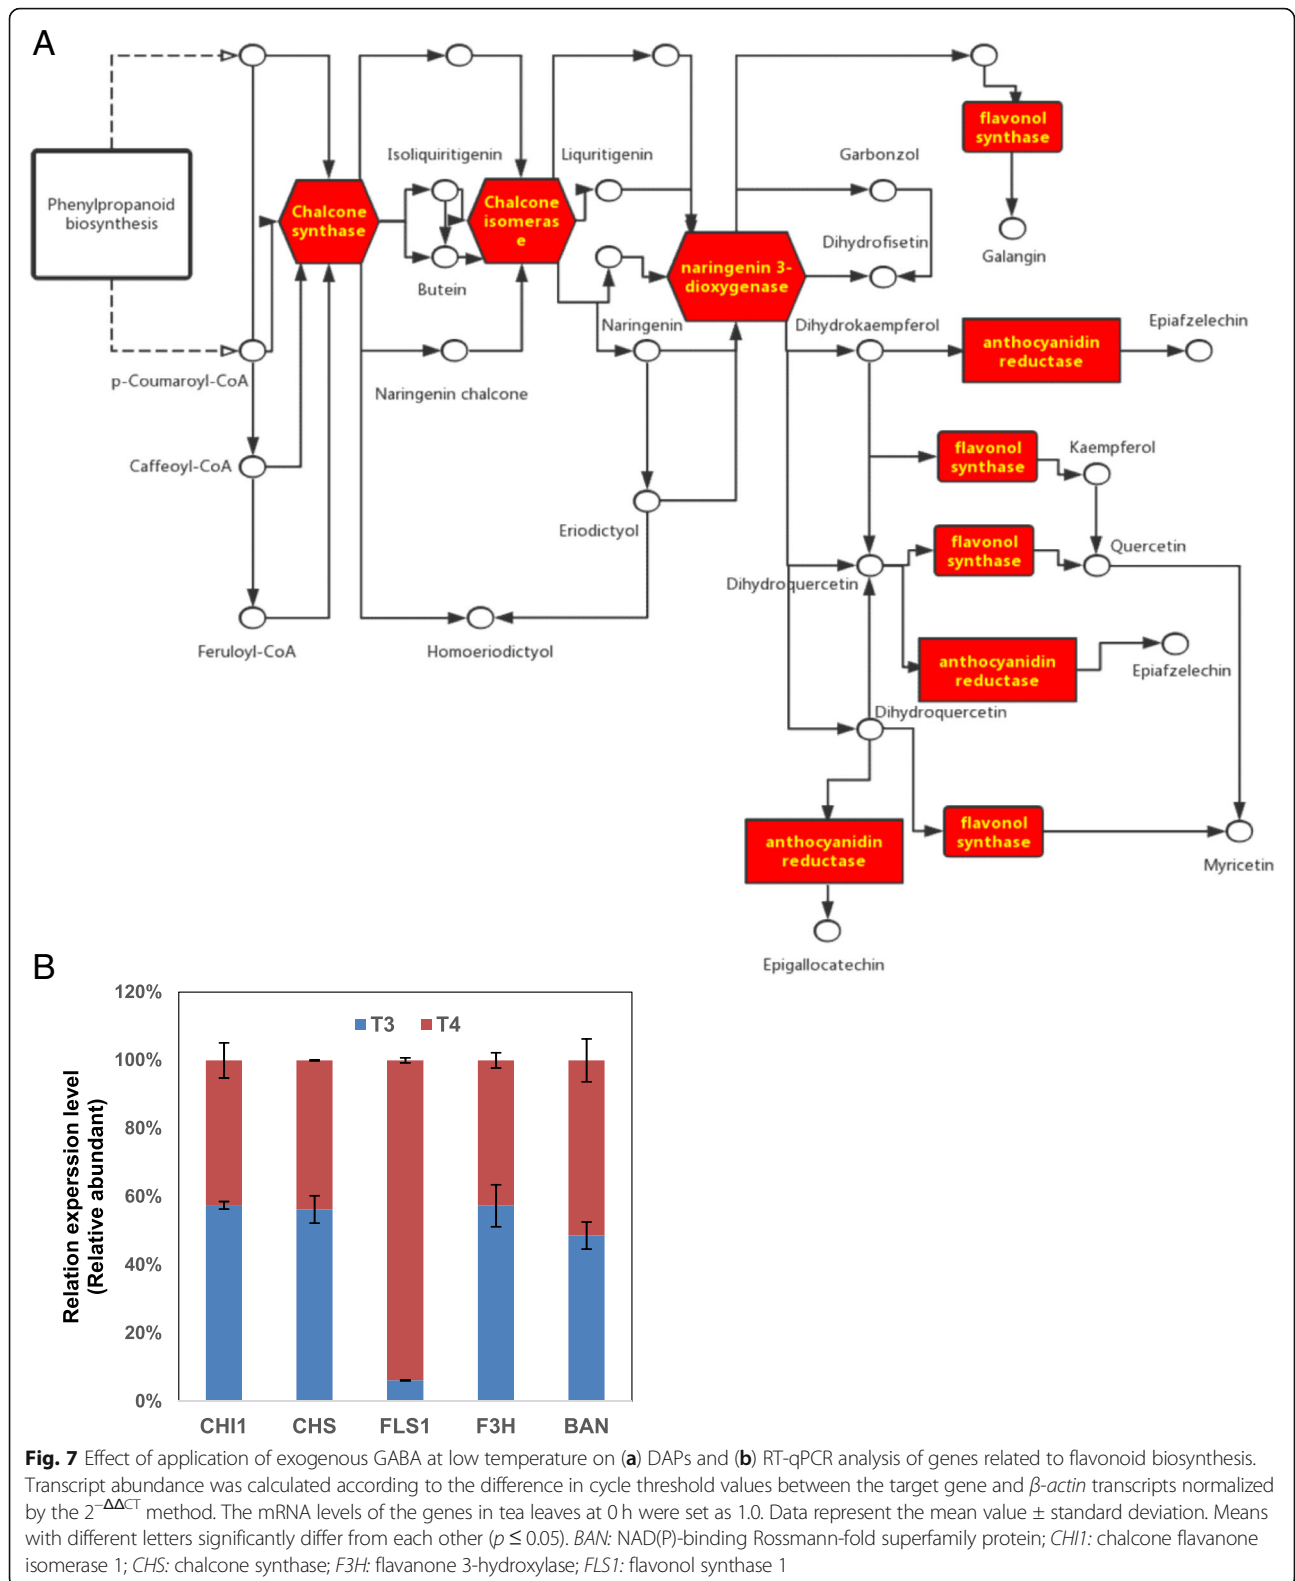 A
Phenylpropanoid
biosynthesis
Chalcone
synthase
Isoliquiritigenin
Butein
Chalcone
isomeras
e
Liquritigenin
Naringenin
naringenin 3-
dioxygenase
Garbonzol
Dihydrofisetin
flavonol
synthase
Galangin
p-Coumaroyl-CoA
Naringenin chalcone
Dihydrokaempferol
anthocyanidin
reductase
Epiafzelechin
Caffeoyl-CoA
Eriodictyol
flavonol
synthase
Kaempferol
flavonol
synthase
Quercetin
Dihydroquercetin
Feruloyl-CoA
Homoeriodictyol
anthocyanidin
reductase
Epiafzelechin
Dihydroquercetin
anthocyanidin
reductase
flavonol
synthase
Myricetin
Epigallocatechin
B
Relation experssion level
(Relative abundant)
120%
100%
80%
60%
40%
20%
0%
T3 T4
CHI1 CHS FLS1 F3H BAN
Fig. 7 Effect of application of exogenous GABA at low temperature on (a) DAPs and (b) RT-qPCR analysis of genes related to flavonoid biosynthesis.
Transcript abundance was calculated according to the difference in cycle threshold values between the target gene and β-actin transcripts normalized
by the 2−ΔΔCT method. The mRNA levels of the genes in tea leaves at 0 h were set as 1.0. Data represent the mean value ± standard deviation. Means
with different letters significantly differ from each other (p ≤ 0.05). BAN: NAD(P)-binding Rossmann-fold superfamily protein; CHI1: chalcone flavanone
isomerase 1; CHS: chalcone synthase; F3H: flavanone 3-hydroxylase; FLS1: flavonol synthase 1